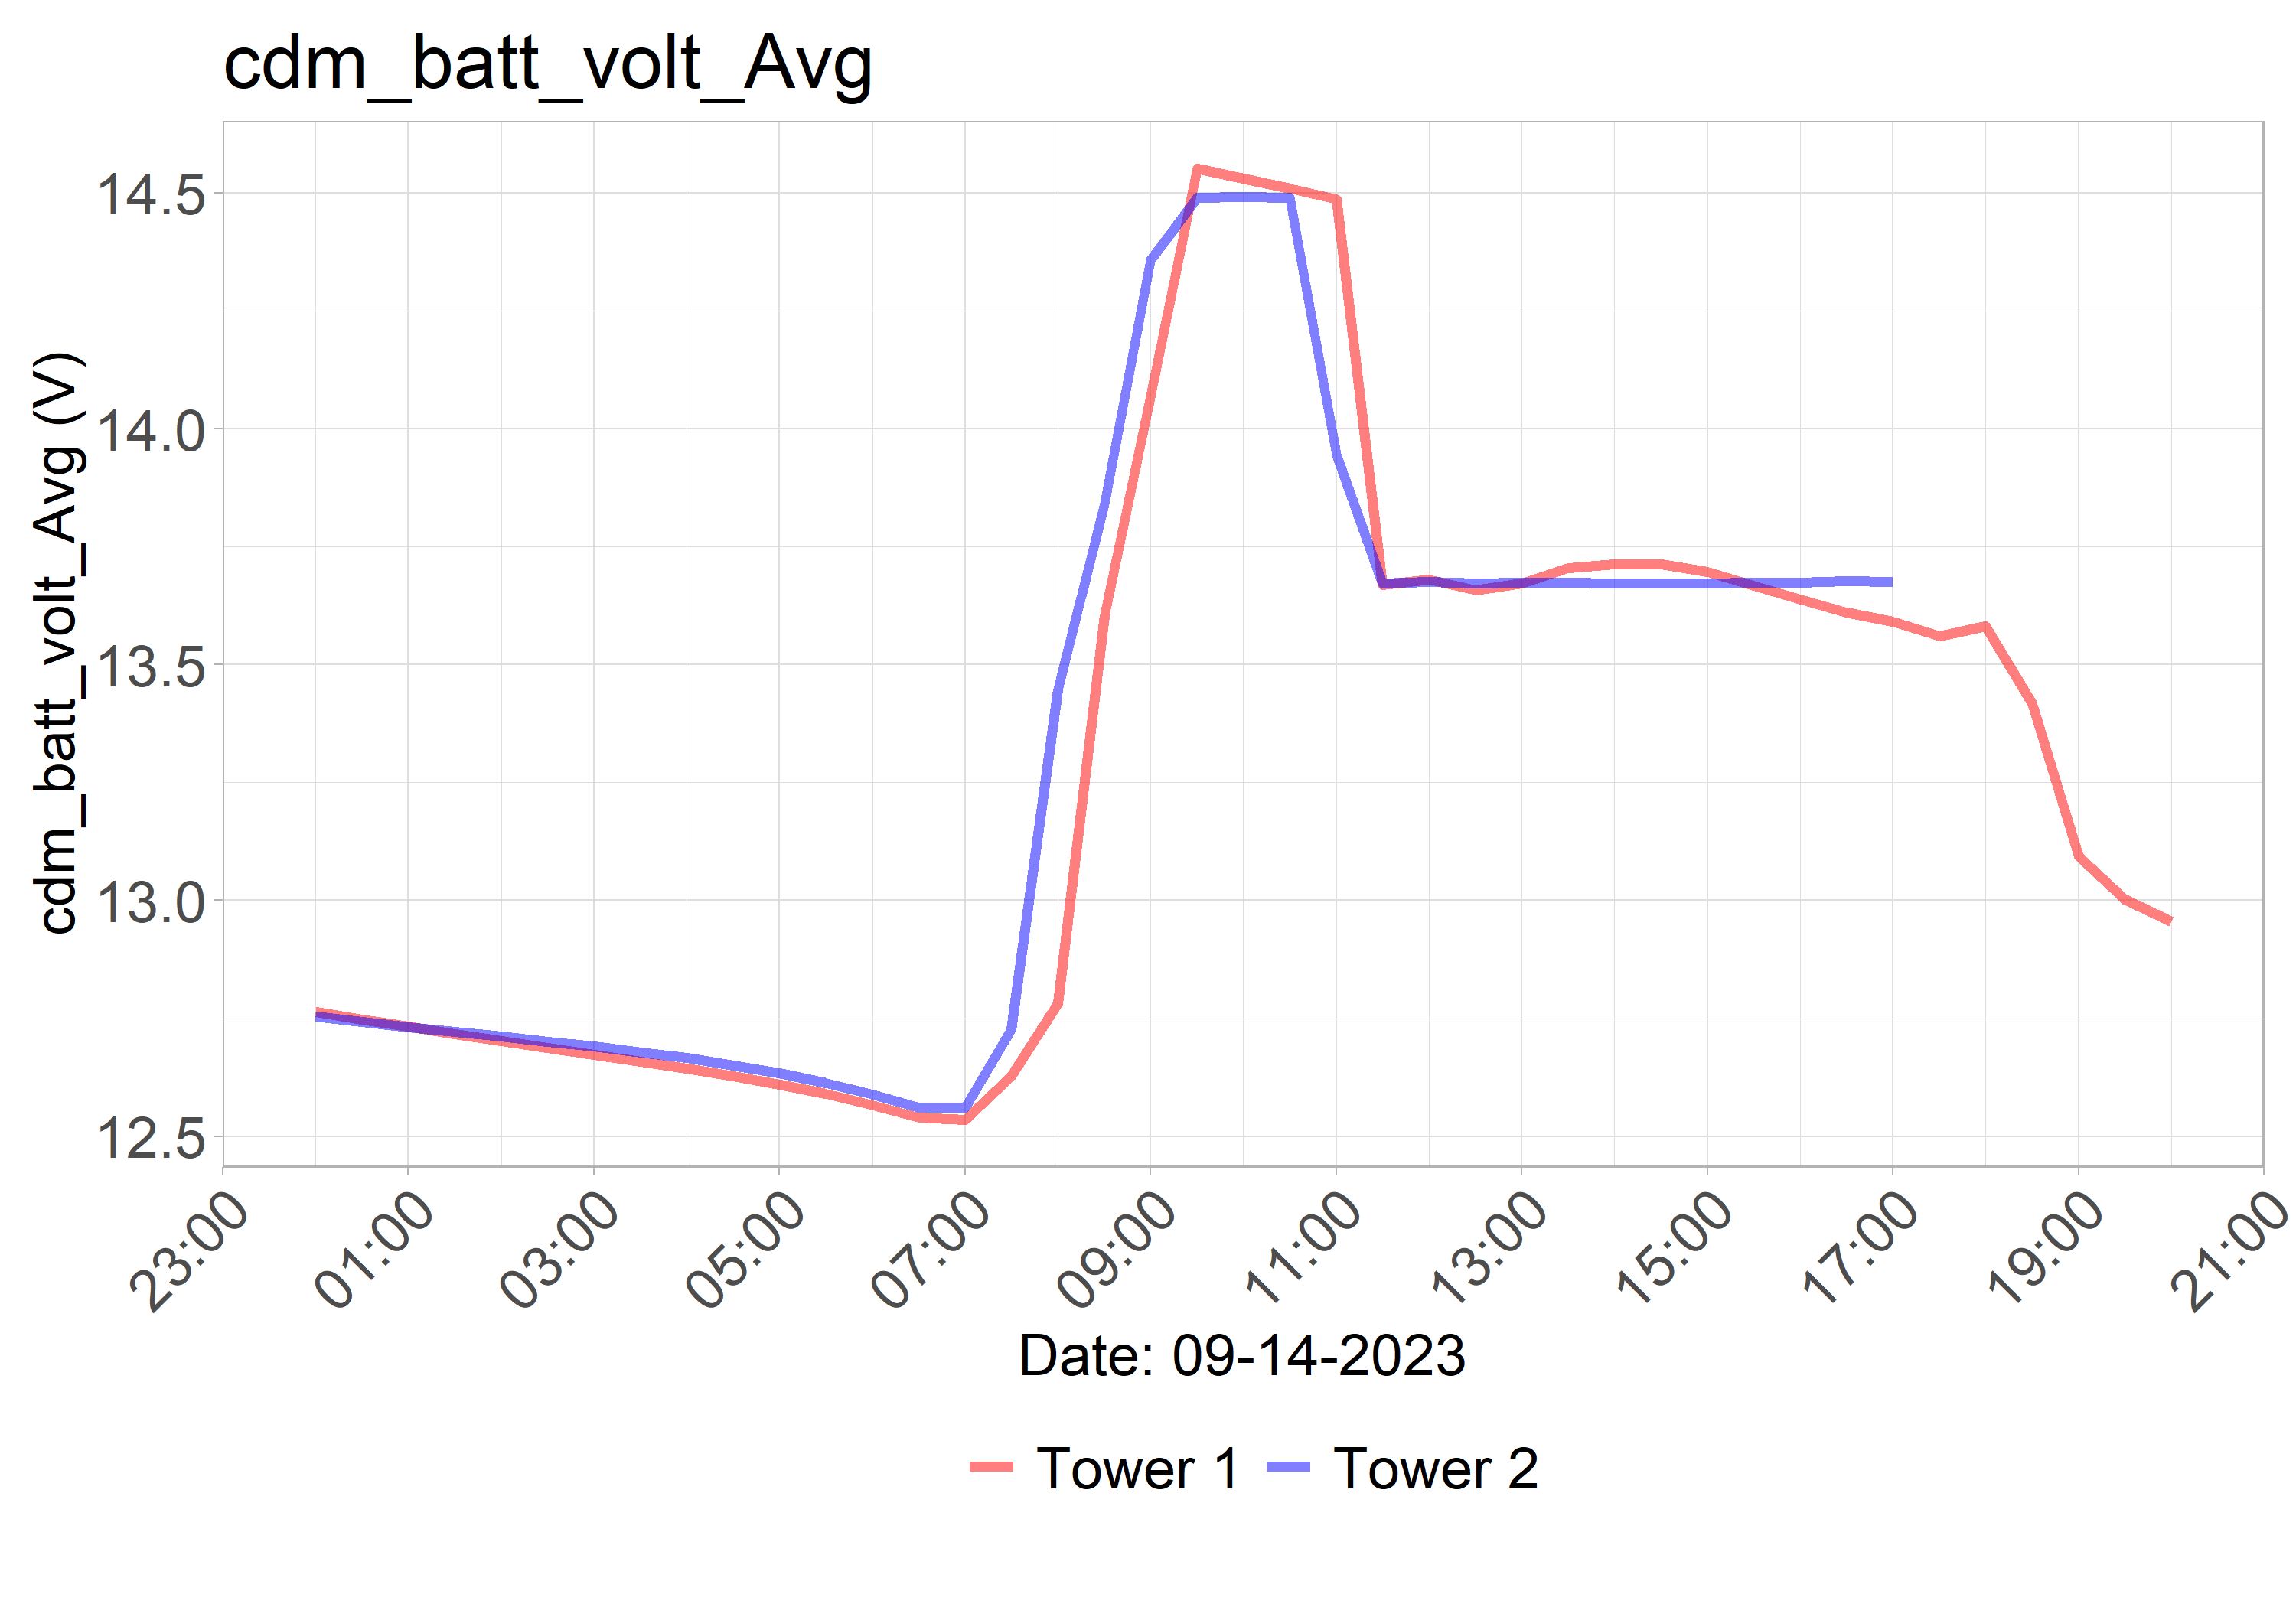 cdm_batt_volt_Avg
cdm_batt_volt_Avg (V)
14.5
14.0
13.5
13.0
12.5
23:00 01:00 03:00 05:00 07:00 09:00 11:00 13:00 15:00 17:00 19:00 21:00
Date: 09-14-2023
Tower 1 Tower 2